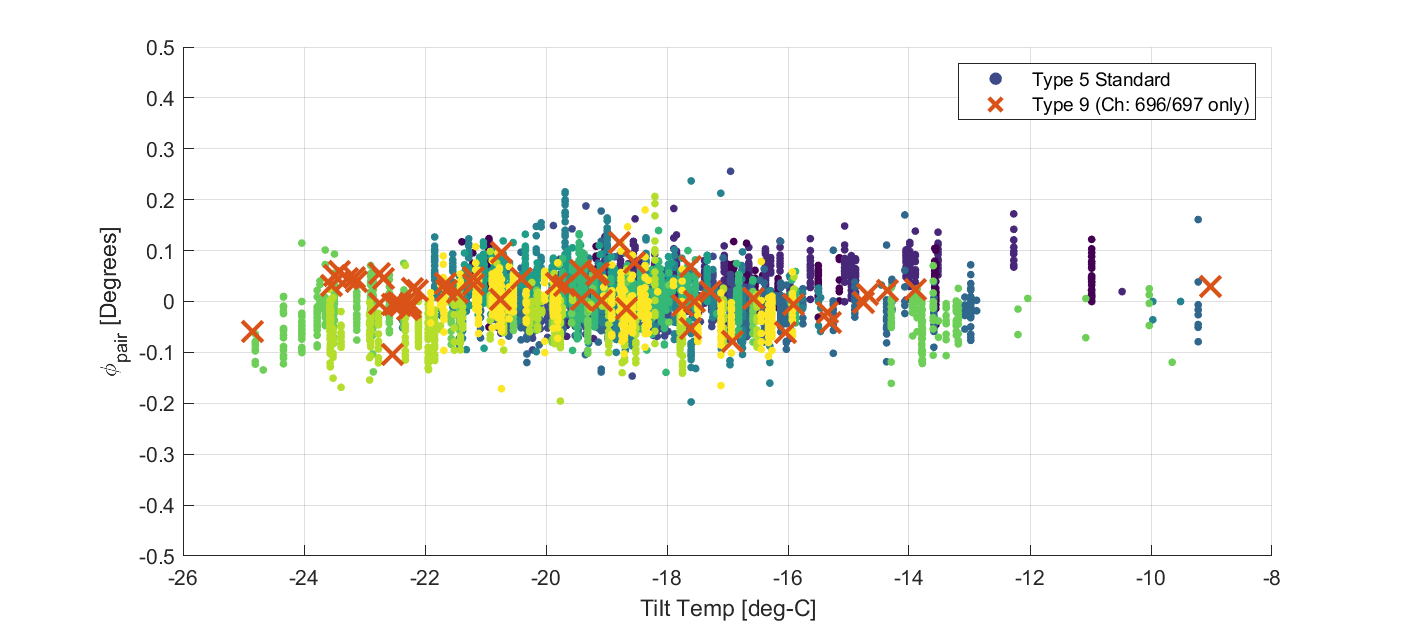 0.5
0.4
0.3
0.2
0.1
0
-0.1
-0.2
-0.3
-0.4
-0.5
ϕpair [Degrees]
Type 5 Standard
Type 9 (Ch: 696/697 only)
-26 -24 -22 -20 -18 -16 -14 -12 -10 -8
Tilt Temp [deg-C]